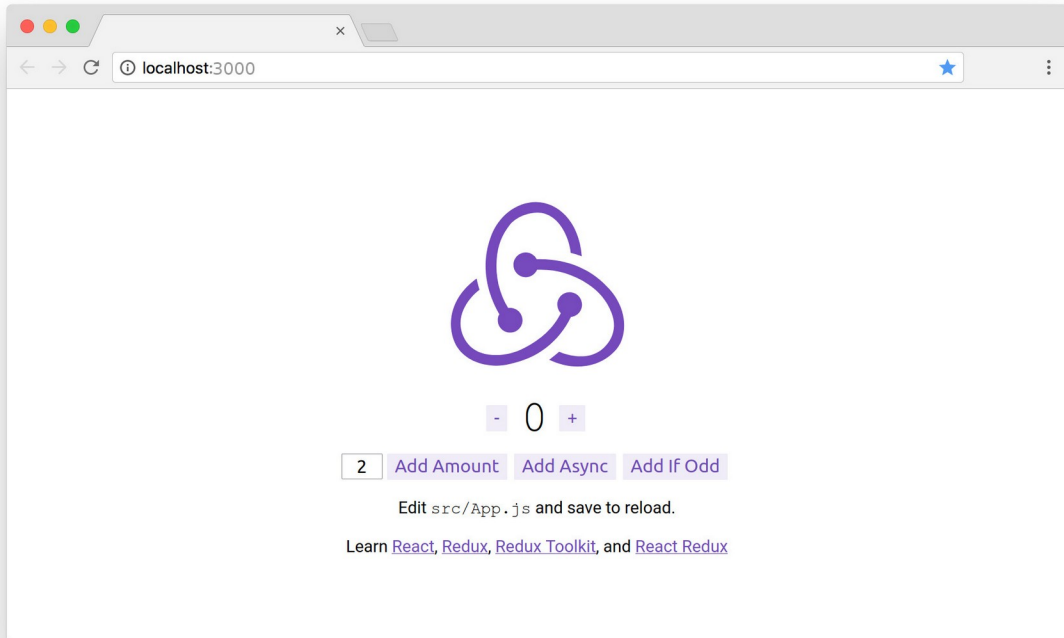 localhost:3000
- 0 +
2 Add Amount Add Async Add If Odd
Edit src/App.js and save to reload.
Learn React, Redux, Redux Toolkit, and React Redux